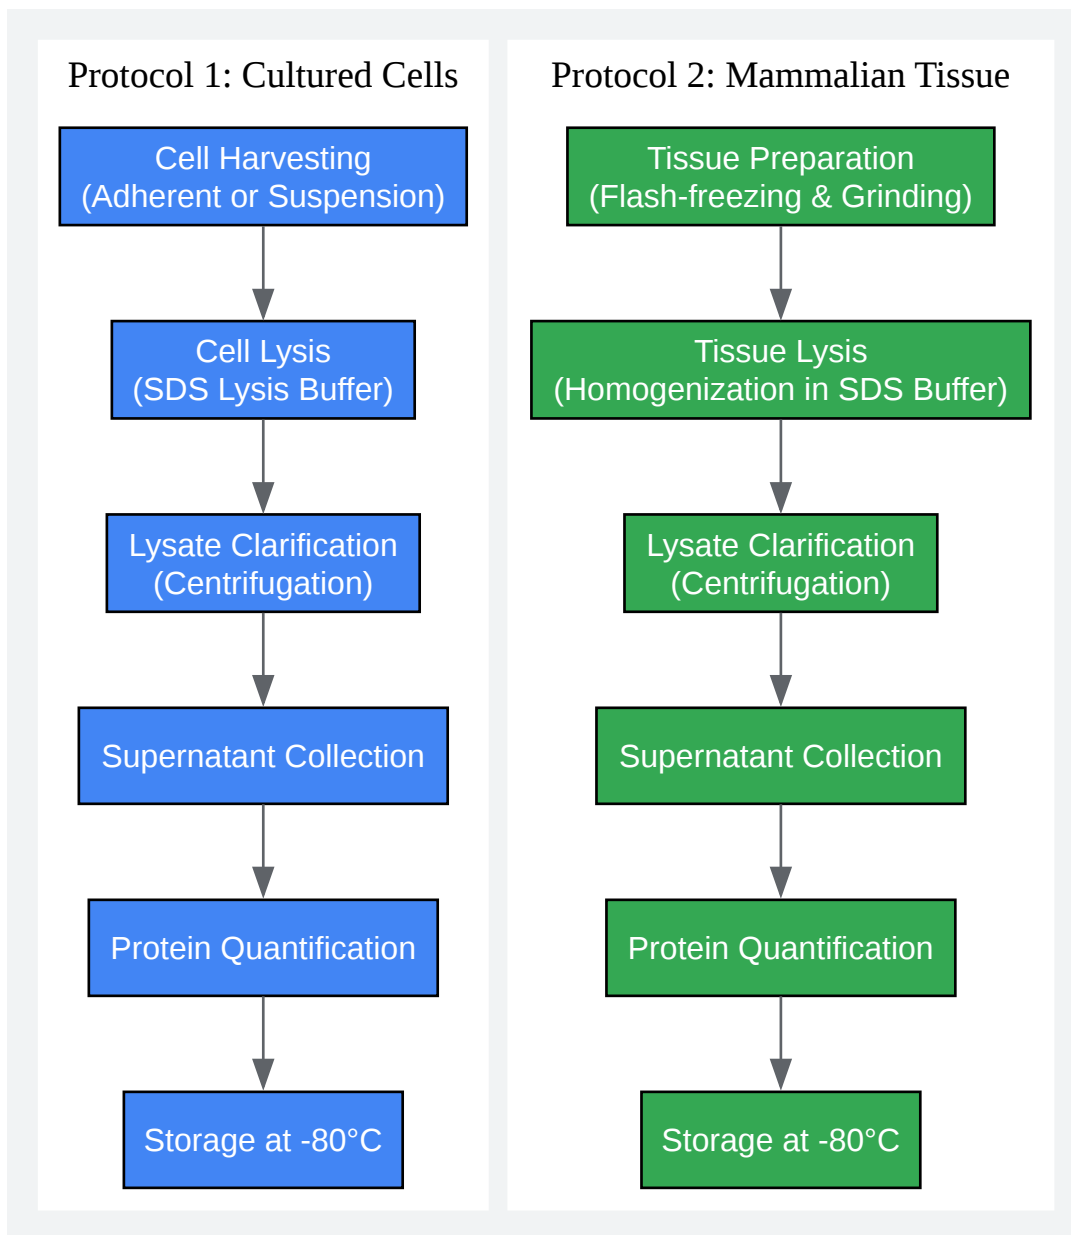 Protocol 1: Cultured Cells
Cell Harvesting
(Adherent or Suspension)
Cell Lysis
(SDS Lysis Buffer)
Lysate Clarification
(Centrifugation)
Supernatant Collection
Protein Quantification
Storage at -80°C
Protocol 2: Mammalian Tissue
Tissue Preparation
(Flash-freezing & Grinding)
Tissue Lysis
(Homogenization in SDS Buffer)
Lysate Clarification
(Centrifugation)
Supernatant Collection
Protein Quantification
Storage at -80°C